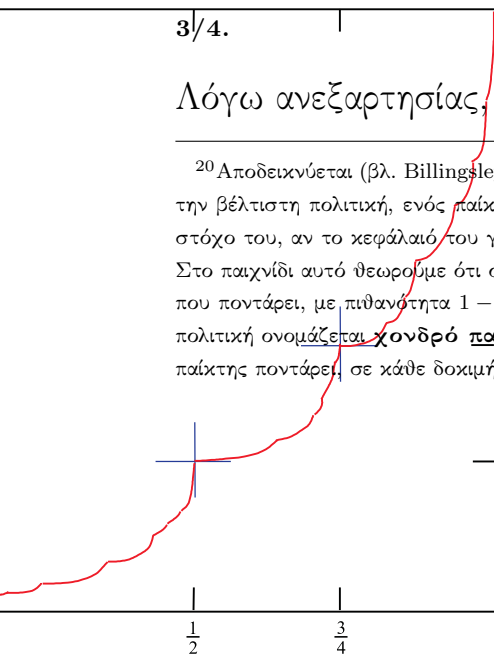 3/4.
Λόγω ανεξαρτησίας,
20 Αποδεικνύεται (βλ. Billingsle
την βέλτιστη πολιτική, ενός παίκ
στόχο του, αν το κεφάλαιό του γ
Στο παιχνίδι αυτό θεωρούμε ότι
που ποντάρει, με πιθανότητα 1 −
πολιτική ονομάζεται χονδρό πα
παίκτης ποντάρει, σε κάθε δοκιμή
1/2 3/4